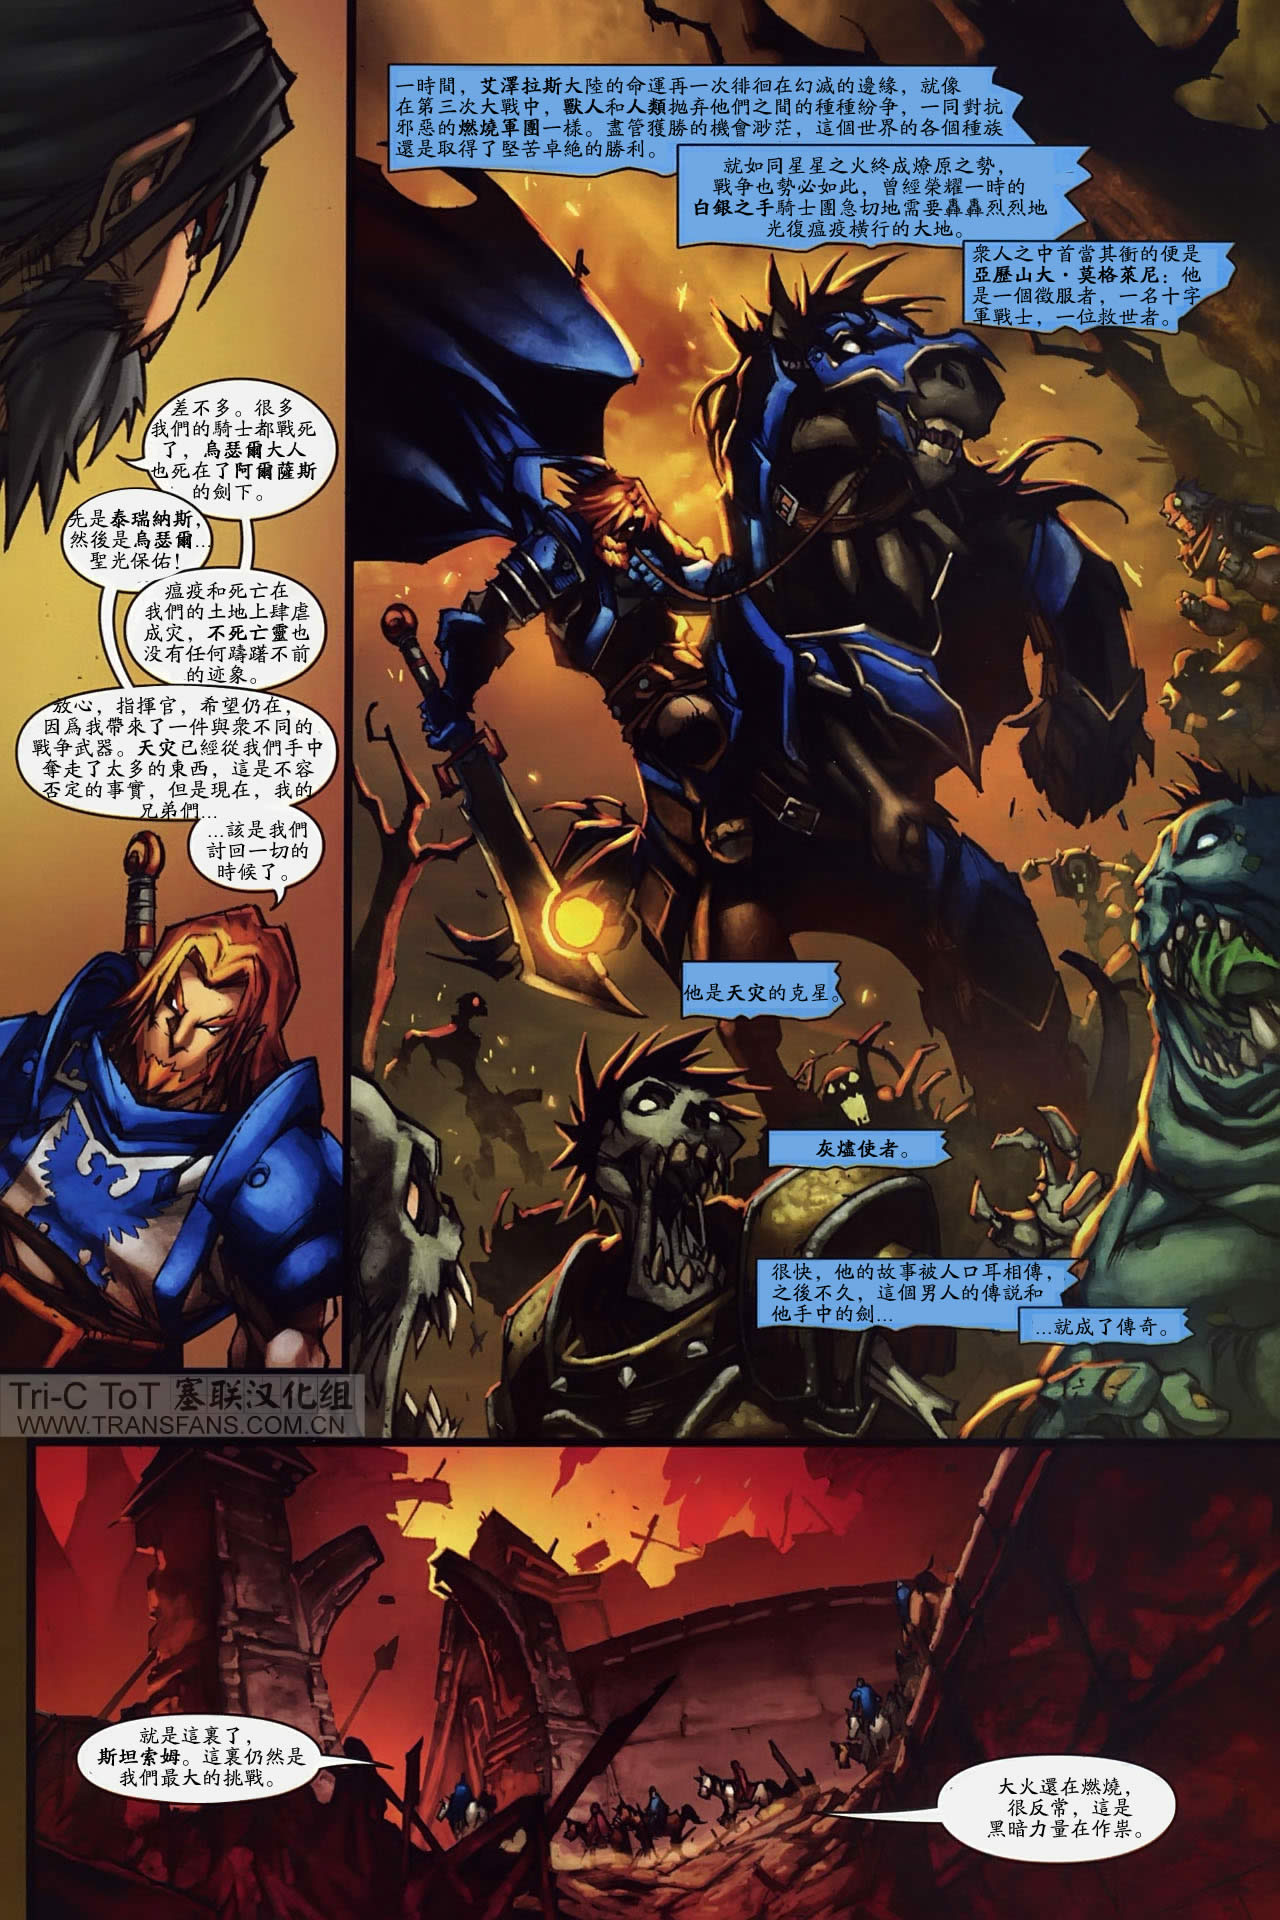 差不多。很多
我們的騎士都戰死
了，烏瑟爾大人
也死在了阿爾薩斯
的劍下。
先是泰瑞納斯，
然後是烏瑟爾...
聖光保佑！
瘟疫和死亡在
我們的土地上肆虐
成灾，不死亡靈也
没有任何躊躇不前
的迹象。
放心，指揮官，希望仍在，
因爲我帶來了一件與衆不同的
戰争武器。天灾已經從我們手中
奪走了太多的東西，這是不容
否定的事實，但是現在，我的
兄弟們...
...該是我們
討回一切的
時候了。
一時間，艾澤拉斯大陸的命運再一次徘徊在幻滅的邊緣，就像
在第三次大戰中，獸人和人類抛弃他們之間的種種紛争，一同對抗
邪惡的燃燒軍團一樣。盡管獲勝的機會渺茫，這個世界的各個種族
還是取得了堅苦卓絶的勝利。
就如同星星之火終成燎原之勢，
戰争也勢必如此，曾經榮耀一時的
白銀之手騎士團急切地需要轟轟烈烈地
光復瘟疫横行的大地。
衆人之中首當其衝的便是
亞歷山大·莫格萊尼：他
是一個徵服者，一名十字
軍戰士，一位救世者。
他是天灾的克星。
灰燼使者。
很快，他的故事被人口耳相傳，
之後不久，這個男人的傳説和
他手中的劍...
...就成了傳奇。
Tri-C ToT 塞联汉化组
WWW.TRANSFANS.COM.CN
就是這裏了，
斯坦索姆。這裏仍然是
我們最大的挑戰。
大火還在燃燒，
很反常，這是
黑暗力量在作祟。